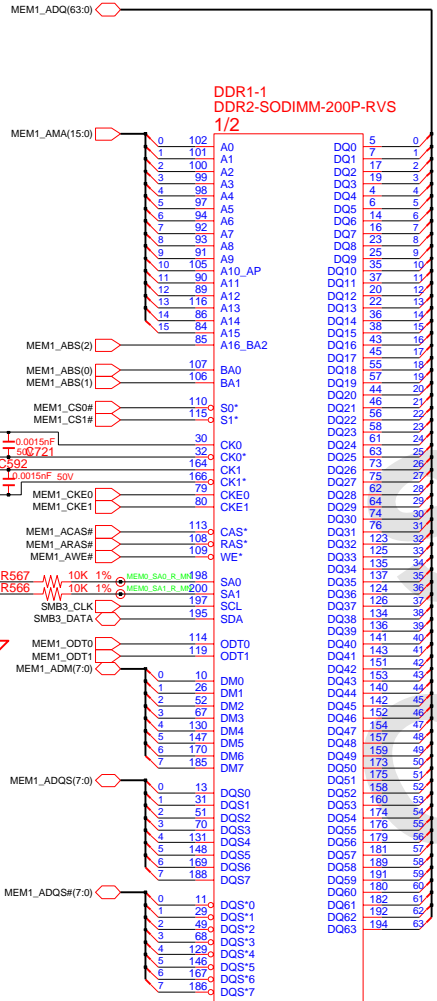 MEM1_ADQ(63:0)
DDR1-1
DDR2-SODIMM-200P-RVS
1/2
MEM1_AMA(15:0)
0 102 A0
1 101 A1
2 100 A2
3 99 A3
4 98 A4
5 97 A5
6 94 A6
7 92 A7
8 93 A8
9 91 A9
10 105 A10_AP
11 90 A11
12 89 A12
13 116 A13
14 86 A14
15 84 A15
MEM1_ABS(2) 85 A16_BA2
MEM1_ABS(0) 107 BA0
MEM1_ABS(1) 106 BA1
MEM1_CS0# 110 S0*
MEM1_CS1# 115 S1*
30 CK0
0.0015nF
50V C721 32 CK0*
C592 164 CK1
0.0015nF 50V 166 CK1*
MEM1_CKE0 79 CKE0
MEM1_CKE1 80 CKE1
MEM1_ACAS# 113 CAS*
MEM1_ARAS# 108 RAS*
MEM1_AWE# 109 WE*
R567 10K 1% MEM0_SA0_R_MN 198 SA0
R566 10K 1% MEM0_SA1_R_MN 200 SA1
SMB3_CLK 197 SCL
SMB3_DATA 195 SDA
MEM1_ODT0 114 ODT0
MEM1_ODT1 119 ODT1
MEM1_ADM(7:0)
0 10 DM0
1 26 DM1
2 52 DM2
3 67 DM3
4 130 DM4
5 147 DM5
6 170 DM6
7 185 DM7
MEM1_ADQS(7:0)
0 13 DQS0
1 31 DQS1
2 51 DQS2
3 70 DQS3
4 131 DQS4
5 148 DQS5
6 169 DQS6
7 188 DQS7
MEM1_ADQS#(7:0)
0 11 DQS*0
1 29 DQS*1
2 49 DQS*2
3 68 DQS*3
4 129 DQS*4
5 146 DQS*5
6 167 DQS*6
7 186 DQS*7
DQ0 5 0
DQ1 7 1
DQ2 17 2
DQ3 19 3
DQ4 4 4
DQ5 6 5
DQ6 14 6
DQ7 16 7
DQ8 23 8
DQ9 25 9
DQ10 35 10
DQ11 37 11
DQ12 20 12
DQ13 22 13
DQ14 36 14
DQ15 38 15
DQ16 43 16
DQ17 45 17
DQ18 55 18
DQ19 57 19
DQ20 44 20
DQ21 46 21
DQ22 56 22
DQ23 58 23
DQ24 61 24
DQ25 63 25
DQ26 73 26
DQ27 75 27
DQ28 62 28
DQ29 64 29
DQ30 74 30
DQ31 76 31
DQ32 123 32
DQ33 125 33
DQ34 135 34
DQ35 137 35
DQ36 124 36
DQ37 126 37
DQ38 134 38
DQ39 136 39
DQ40 141 40
DQ41 143 41
DQ42 151 42
DQ43 153 43
DQ44 140 44
DQ45 142 45
DQ46 152 46
DQ47 154 47
DQ48 157 48
DQ49 159 49
DQ50 173 50
DQ51 175 51
DQ52 158 52
DQ53 160 53
DQ54 174 54
DQ55 176 55
DQ56 179 56
DQ57 181 57
DQ58 189 58
DQ59 191 59
DQ60 180 60
DQ61 182 61
DQ62 192 62
DQ63 194 63